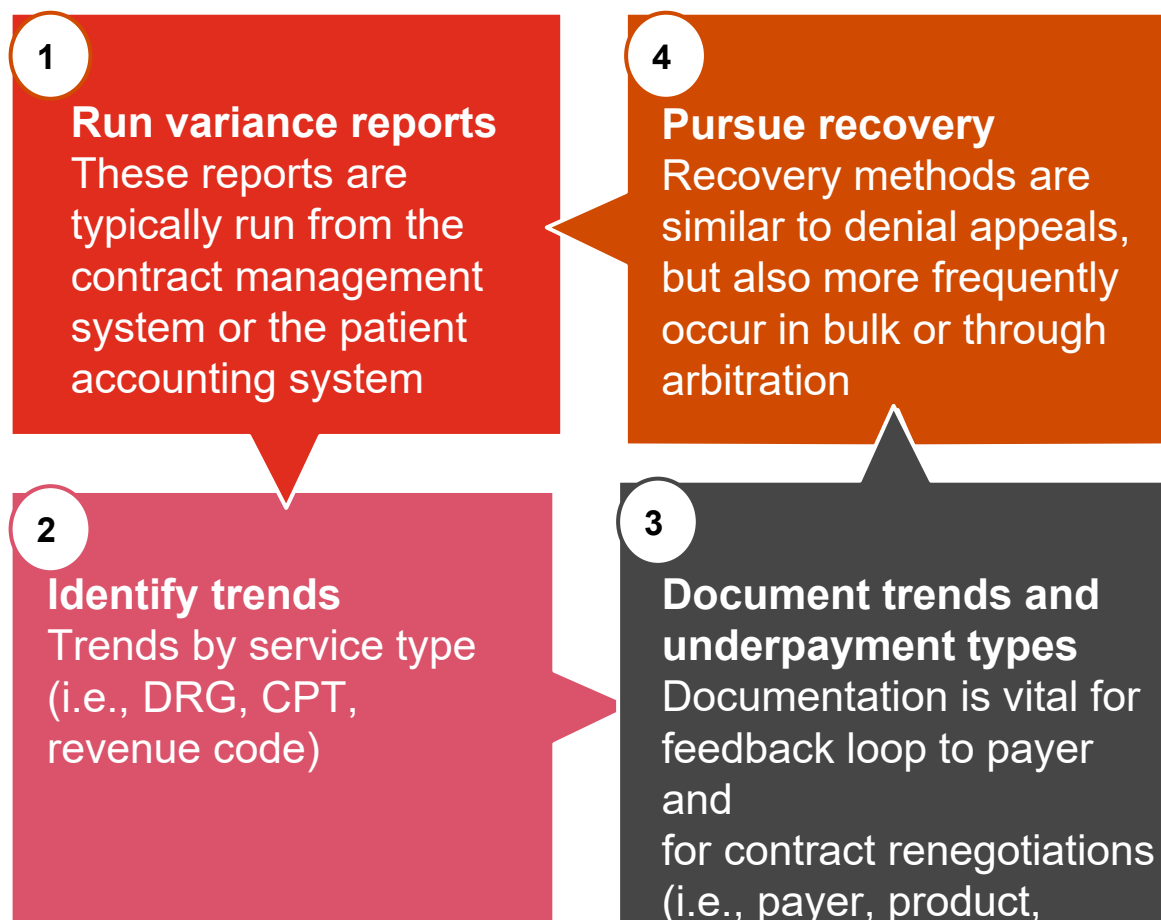 1
Run variance reports
These reports are
typically run from the
contract management
system or the patient
accounting system
2
Identify trends
Trends by service type
(i.e., DRG, CPT,
revenue code)
3
Document trends and
underpayment types
Documentation is vital for
feedback loop to payer
and
for contract renegotiations
(i.e., payer, product,
4
Pursue recovery
Recovery methods are
similar to denial appeals,
but also more frequently
occur in bulk or through
arbitration